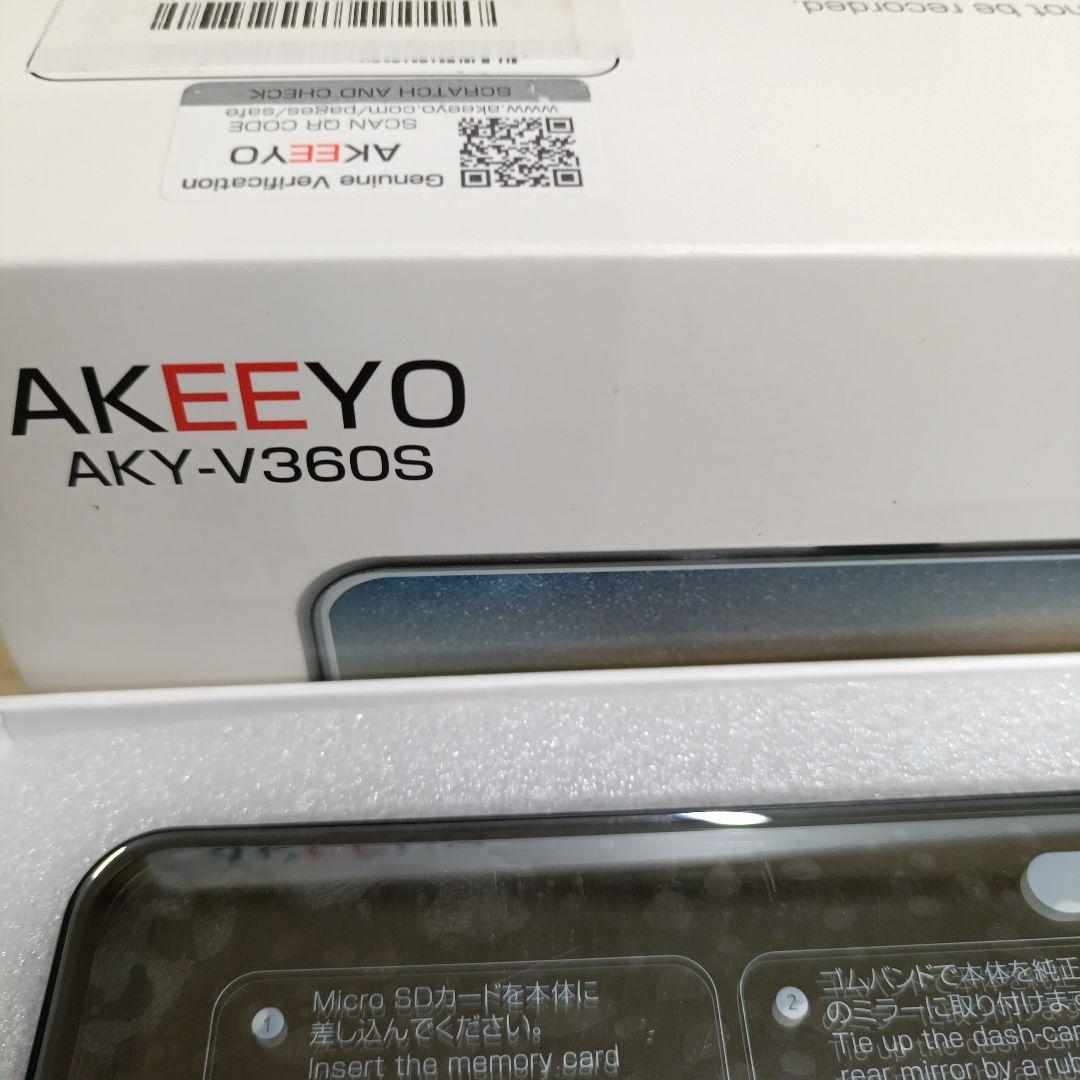 not be recorded.
SCRATCH AND CHECK
www.akeeyo.com/pages/safe
SCAN QR CODE
AKEEYO
Genuine Verification
AKEEYO
AKY-V360S
1
Micro SDカードを本体に
差し込んでください。
Insert the memory card
2
ゴムバンドで本体を純正
のミラーに取り付けます
Tie up the dash-cam
rear mirror by a rub